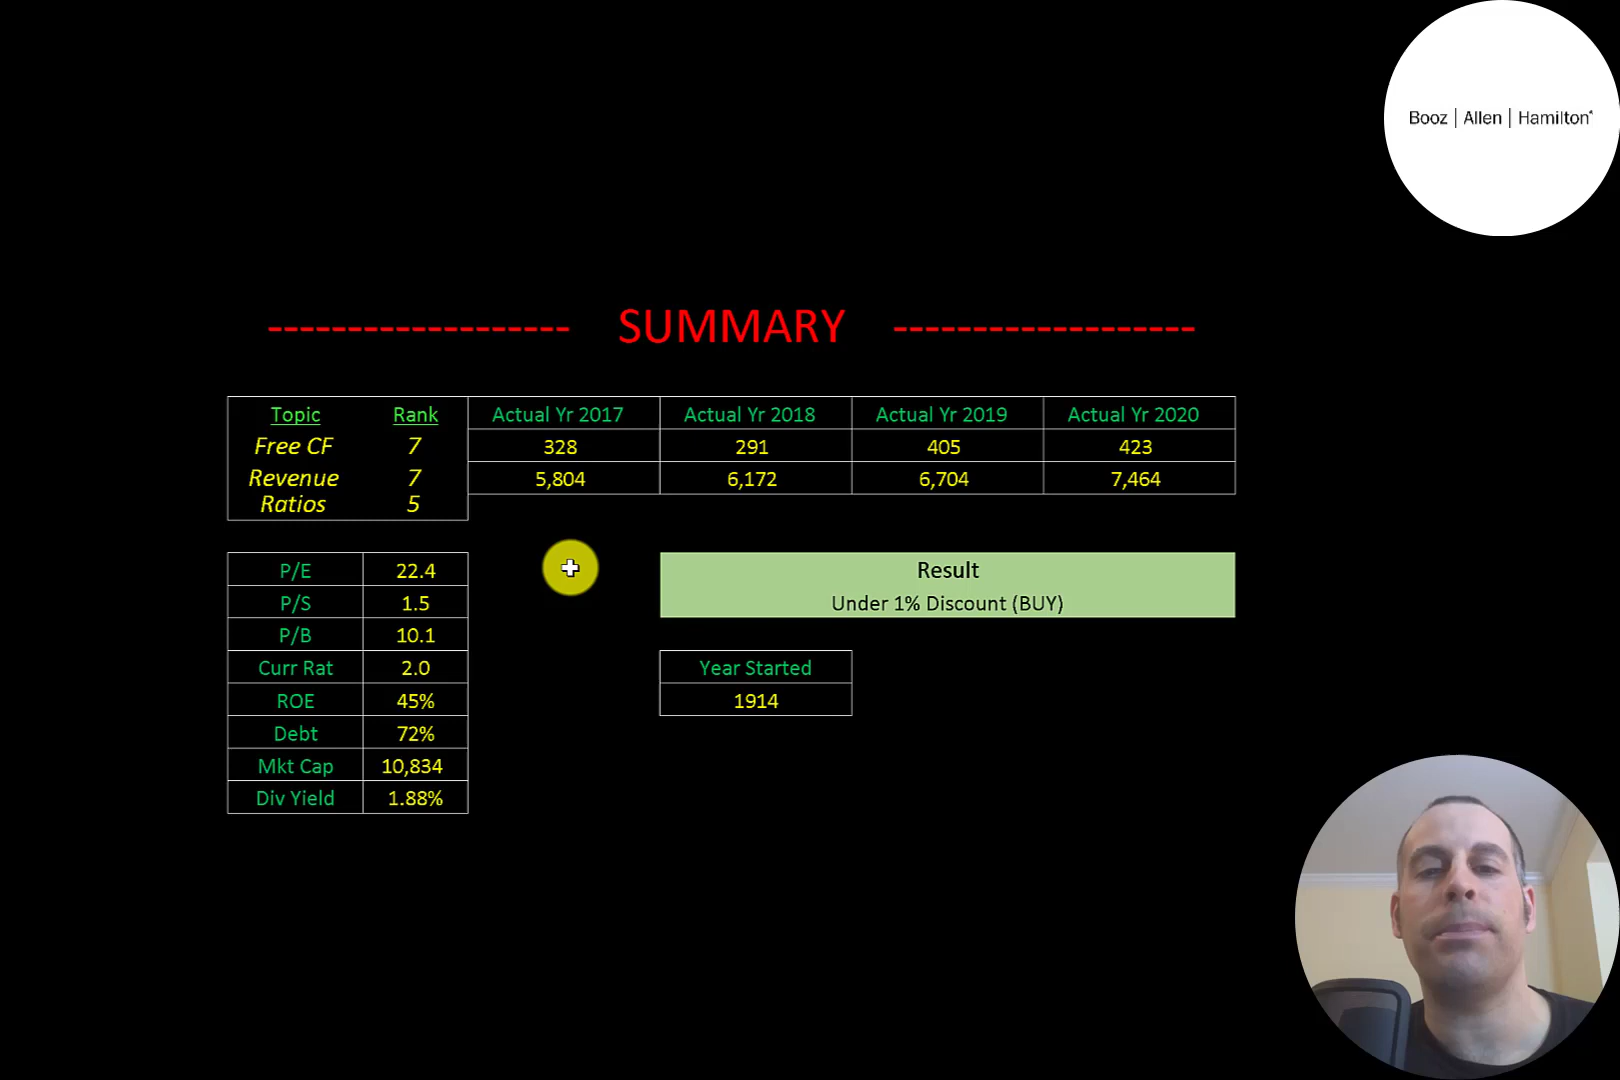 Booz | Allen | Hamilton®
------------------- SUMMARY -------------------
Topic Rank Actual Yr 2017 Actual Yr 2018 Actual Yr 2019 Actual Yr 2020
Free CF 7 328 291 405 423
Revenue 7 5,804 6,172 6,704 7,464
Ratios 5
P/E 22.4
P/S 1.5
P/B 10.1
Curr Rat 2.0
ROE 45%
Debt 72%
Mkt Cap 10,834
Div Yield 1.88%
Result
Under 1% Discount (BUY)
Year Started
1914